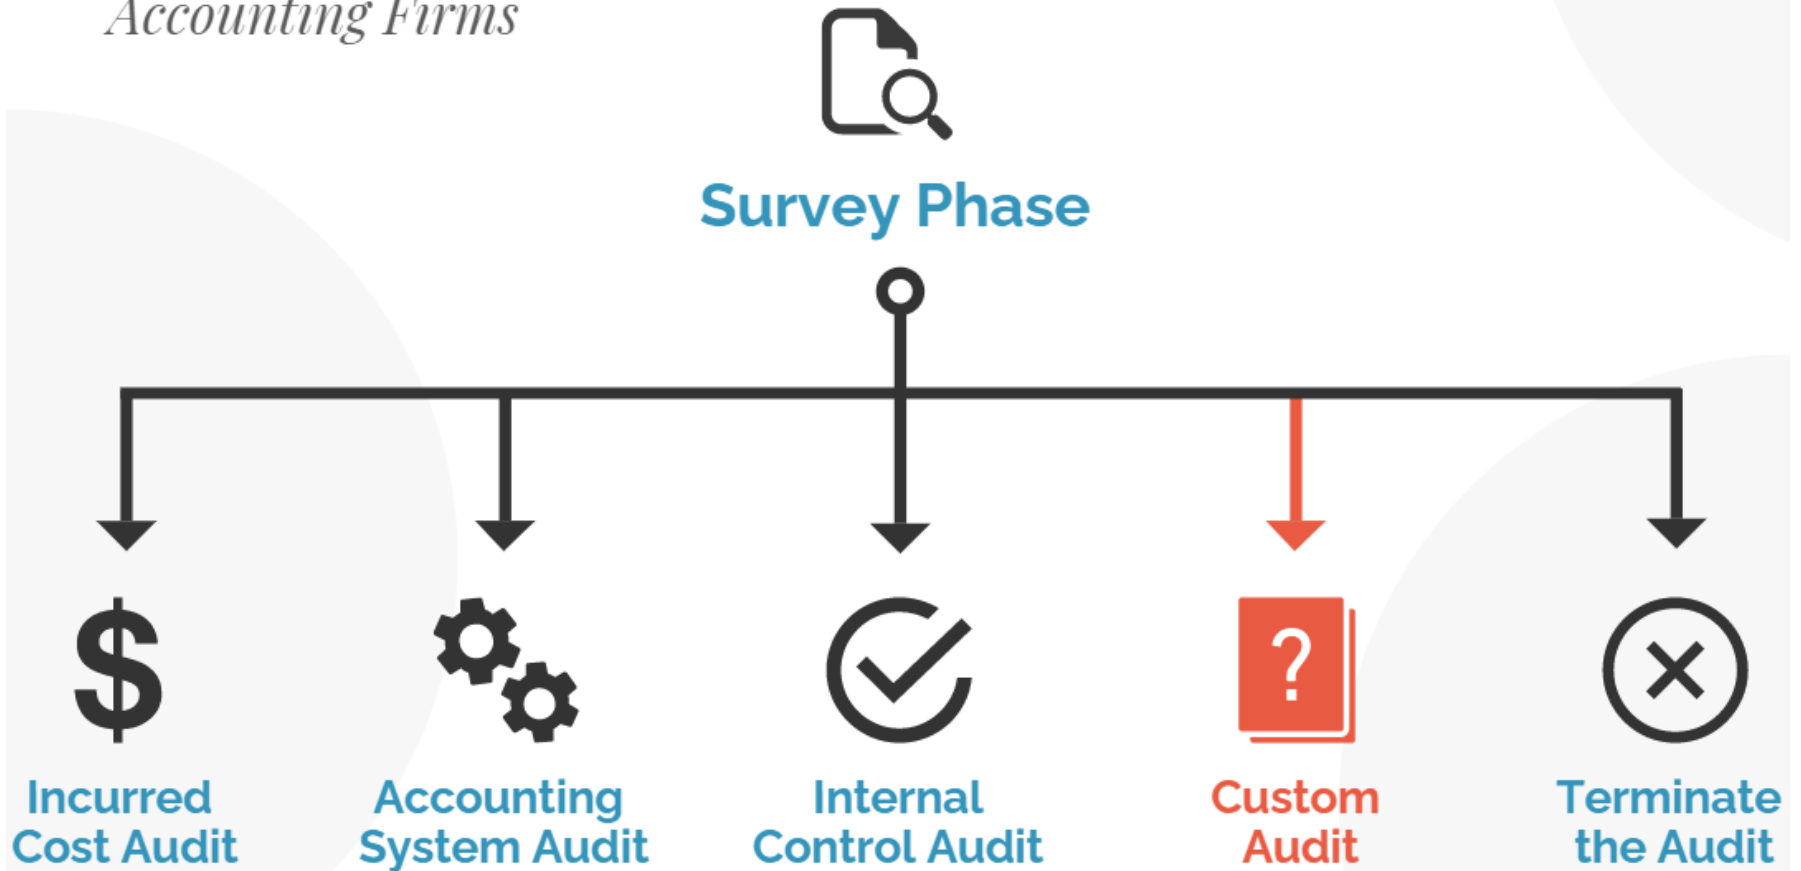 Accounting Firms
Survey Phase
$
?
Incurred
Cost Audit
Accounting
System Audit
Internal
Control Audit
Custom
Audit
Terminate
the Audit